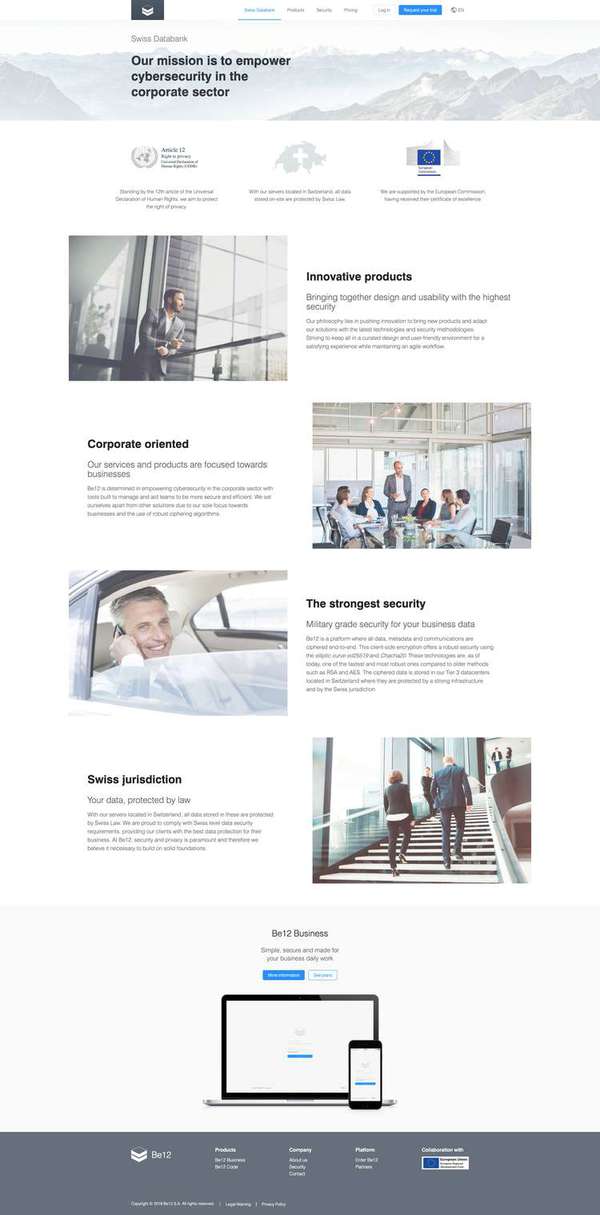 Swiss Databank
Products
Security
Pricing
Log in
Request your trial
EN
Swiss Databank
Our mission is to empower
cybersecurity in the
corporate sector
Article 12
Right to privacy
Universal Declaration of
Human Rights (UDHR)
European
Commission
Standing by the 12th article of the Universal
Declaration of Human Rights, we aim to protect
the right of privacy
With our servers located in Switzerland, all data
stored on-site are protected by Swiss Law.
We are supported by the European Commission,
having received their certificate of excellence
Innovative products
Bringing together design and usability with the highest
security
Our philosophy lies in pushing innovation to bring new products and adapt
our solutions with the latest technologies and security methodologies.
Striving to keep all in a curated design and user-friendly environment for a
satisfying experience while maintaining an agile workflow.
Corporate oriented
Our services and products are focused towards
businesses
Be12 is determined in empowering cybersecurity in the corporate sector with
tools built to manage and aid teams to be more secure and efficient. We set
ourselves apart from other solutions due to our sole focus towards
businesses and the use of robust ciphering algorithms.
The strongest security
Military grade security for your business data
Be12 is a platform where all data, metadata and communications are
ciphered end-to-end. This client-side encryption offers a robust security using
the elliptic curve ed25519 and Chacha20. These technologies are, as of
today, one of the fastest and most robust ones compared to older methods
such as RSA and AES. The ciphered data is stored in our Tier 3 datacenters
located in Switzerland where they are protected by a strong infrastructure
and by the Swiss jurisdiction.
Swiss jurisdiction
Your data, protected by law
With our servers located in Switzerland, all data stored in these are protected
by Swiss Law. We are proud to comply with Swiss level data security
requirements, providing our clients with the best data protection for their
business. At Be12, security and privacy is paramount and therefore we
believe it necessary to build on solid foundations.
Be12 Business
Simple, secure and made for
your business daily work
More information
See plans
Be12
Products
Be12 Business
Be12 Code
Company
About us
Security
Contact
Platform
Enter Be12
Partners
Collaboration with
European Union
European Regional
Development Fund
Copyright © 2018 Be12 S.A. All rights reserved. | Legal Warning | Privacy Policy